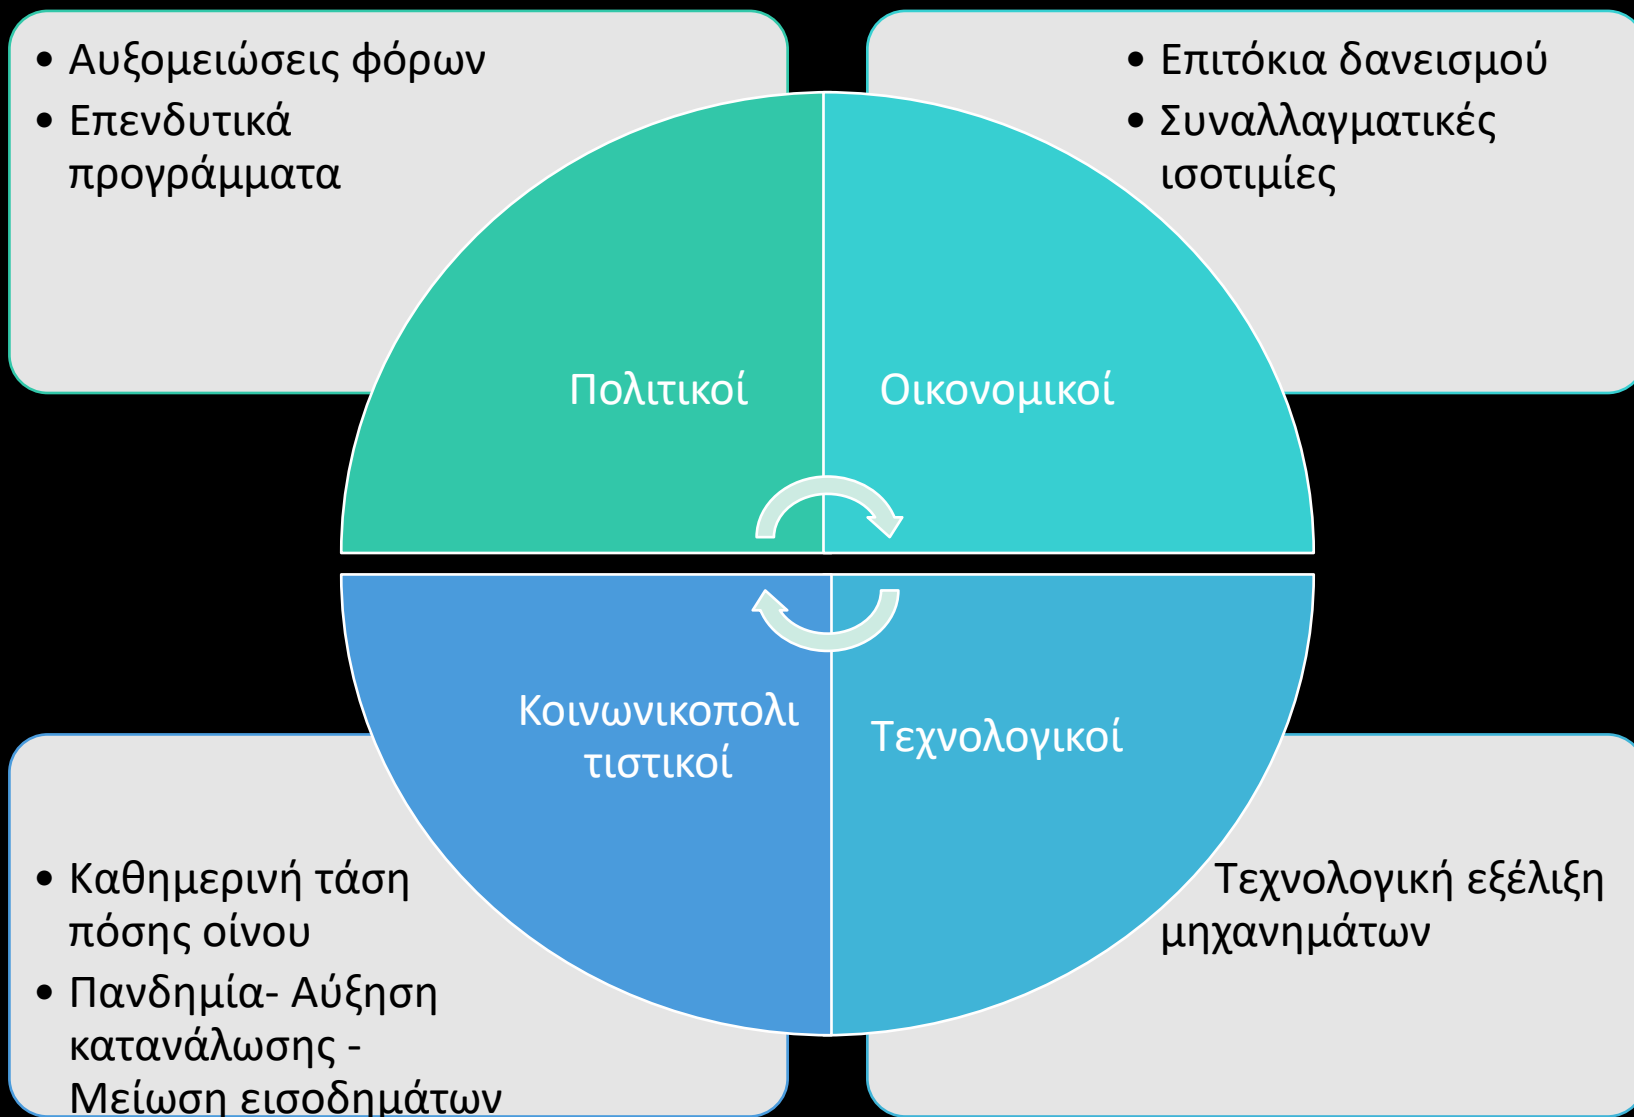 • Αυξομειώσεις φόρων
• Επενδυτικά
προγράμματα
• Επιτόκια δανεισμού
• Συναλλαγματικές
ισοτιμίες
Πολιτικοί
Οικονομικοί
Κοινωνικοπολι
τιστικοί
Τεχνολογικοί
• Καθημερινή τάση
πόσης οίνου
• Πανδημία- Αύξηση
κατανάλωσης -
Μείωση εισοδημάτων
Τεχνολογική εξέλιξη
μηχανημάτων